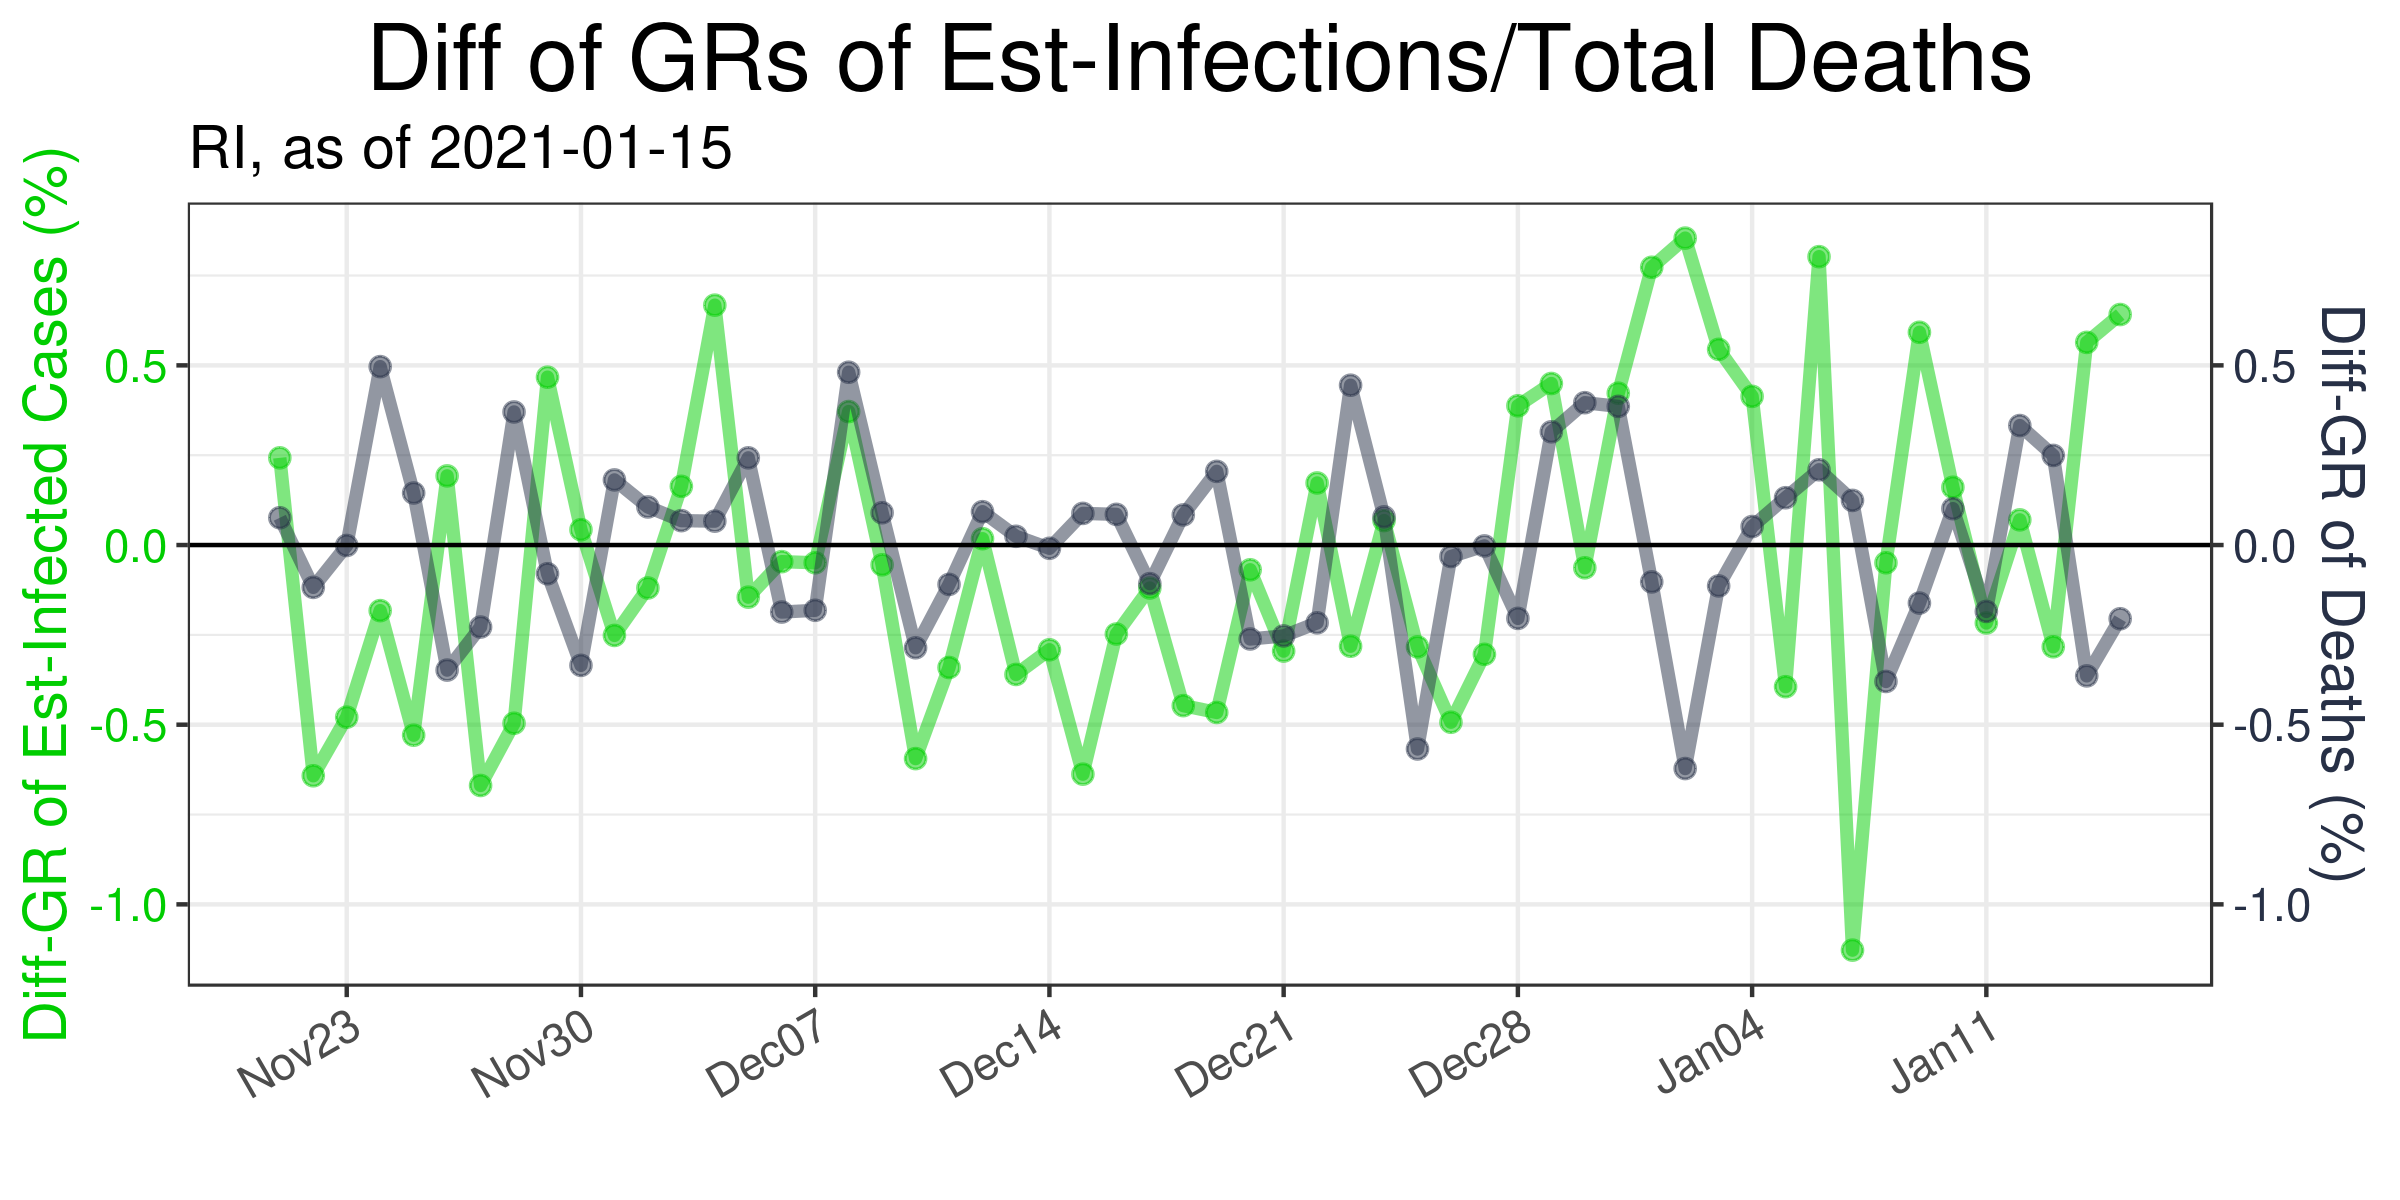 Diff of GRs of Est-Infections/Total Deaths
RI, as of 2021-01-15
Diff-GR of Est-Infected Cases (%)
0.5
0.0
-0.5
-1.0
0.5
0.0
-0.5
-1.0
Diff-GR of Deaths (%)
Nov23
Nov30
Dec07
Dec14
Dec21
Dec28
Jan04
Jan11